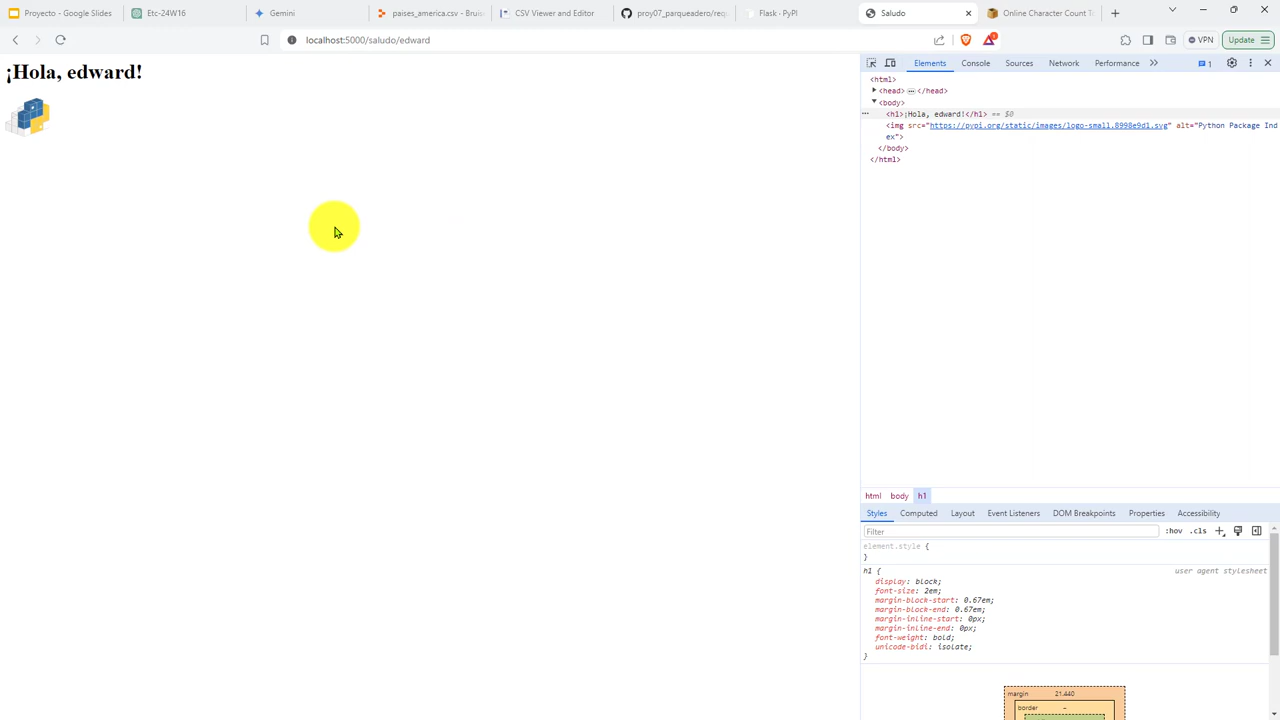 Proyecto - Google Slides
Etc-24W16
Gemini
paises_america.csv - Bruin
CSV Viewer and Editor
proy07_parqueadero/req
Flask · PyPI
Saludo
Online Character Count T
localhost:5000/saludo/edward
VPN
Update
¡Hola, edward!
Elements
Console
Sources
Network
Performance
1
<html>
<head> … </head>
<body>
<h1>¡Hola, edward!</h1> == $0
<img src="https://pypi.org/static/images/logo-small.8998e9d1.svg" alt="Python Package Ind
ex">
</body>
</html>
html
body
h1
Styles
Computed
Layout
Event Listeners
DOM Breakpoints
Properties
Accessibility
Filter
:hov
.cls
element.style {
}
h1 {
user agent stylesheet
display: block;
font-size: 2em;
margin-block-start: 0.67em;
margin-block-end: 0.67em;
margin-inline-start: 0px;
margin-inline-end: 0px;
font-weight: bold;
unicode-bidi: isolate;
}
margin
21.440
border
-